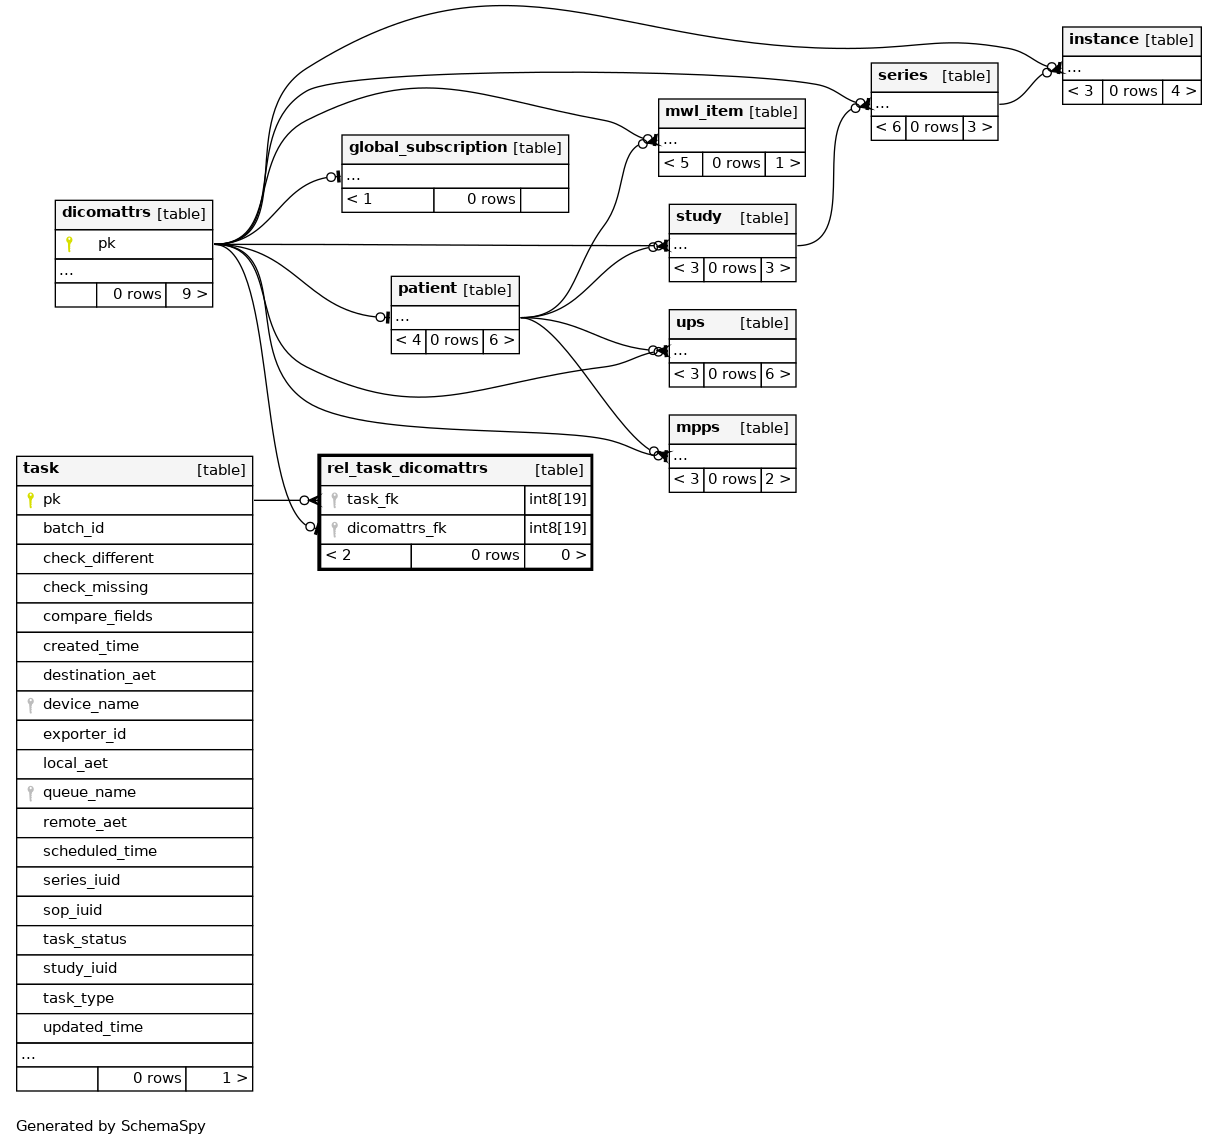 instance [table]
...
< 3 0 rows 4 >
series [table]
...
< 6 0 rows 3 >
mwl_item [table]
...
< 5 0 rows 1 >
global_subscription [table]
...
< 1 0 rows
dicomattrs [table]
pk
...
0 rows 9 >
study [table]
...
< 3 0 rows 3 >
patient [table]
...
< 4 0 rows 6 >
ups [table]
...
< 3 0 rows 6 >
mpps [table]
...
< 3 0 rows 2 >
rel_task_dicomattrs [table]
task_fk int8[19]
dicomattrs_fk int8[19]
< 2 0 rows 0 >
task [table]
pk
batch_id
check_different
check_missing
compare_fields
created_time
destination_aet
device_name
exporter_id
local_aet
queue_name
remote_aet
scheduled_time
series_iuid
sop_iuid
task_status
study_iuid
task_type
updated_time
...
0 rows 1 >
Generated by SchemaSpy